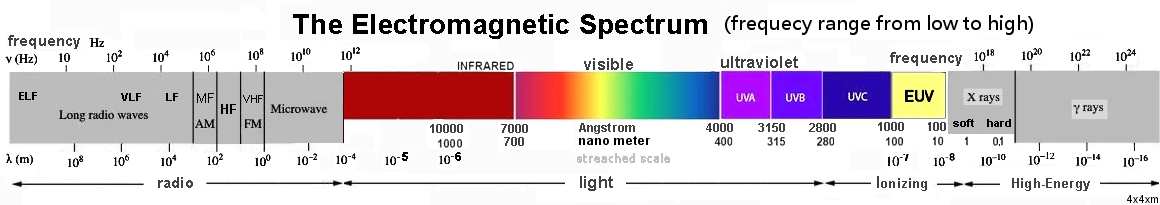 The Electromagnetic Spectrum (frequecy range from low to high)
frequency Hz
ν (Hz) 10 10² 10⁴ 10⁶ 10⁸ 10¹⁰ 10¹² INFRARED visible ultraviolet frequency 10¹⁸ 10²⁰ 10²² 10²⁴
ELF VLF LF MF HF VHF Microwave UVA UVB UVC EUV X rays γ rays
Long radio waves AM FM soft hard
10000 7000 Angstrom 4000 3150 2800 1000 100
1000 700 nano meter 400 315 280 100 10 1 0.1
λ (m) 10⁸ 10⁶ 10⁴ 10² 10⁰ 10⁻² 10⁻⁴ 10⁻⁵ 10⁻⁶ streached scale 10⁻⁷ 10⁻⁸ 10⁻¹⁰ 10⁻¹² 10⁻¹⁴ 10⁻¹⁶
radio light Ionizing High-Energy
4x4xm